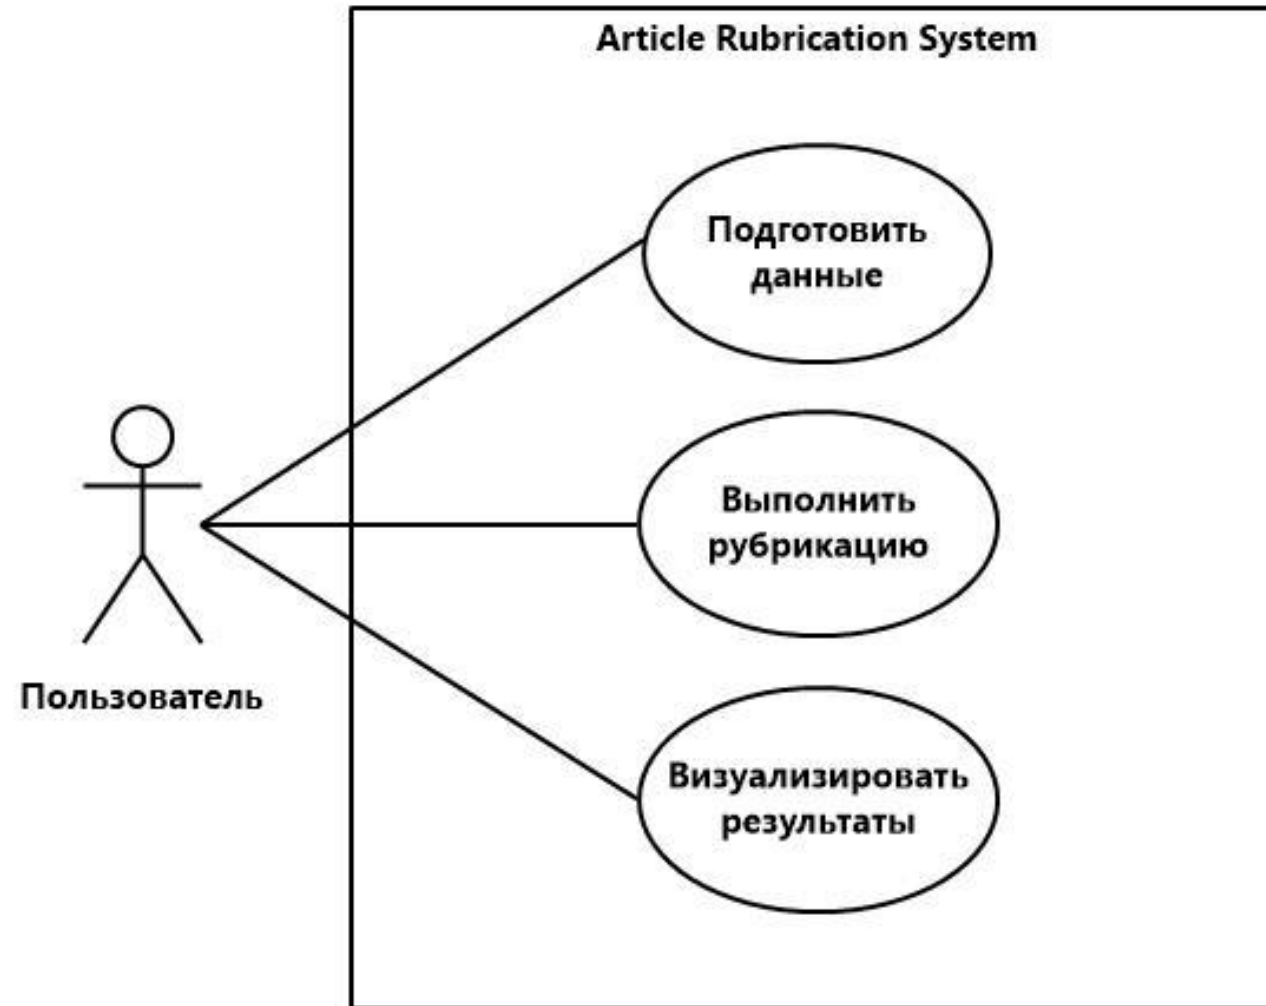 Article Rubrication System
Подготовить
данные
Выполнить
рубрикацию
Пользователь
Визуализировать
результаты